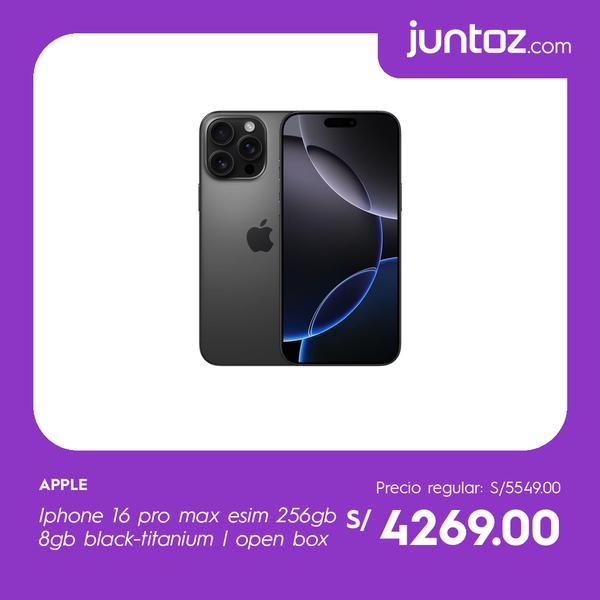 juntoz.com
APPLE
Precio regular: S/5549.00
Iphone 16 pro max esim 256gb
8gb black-titanium | open box
S/ 4269.00